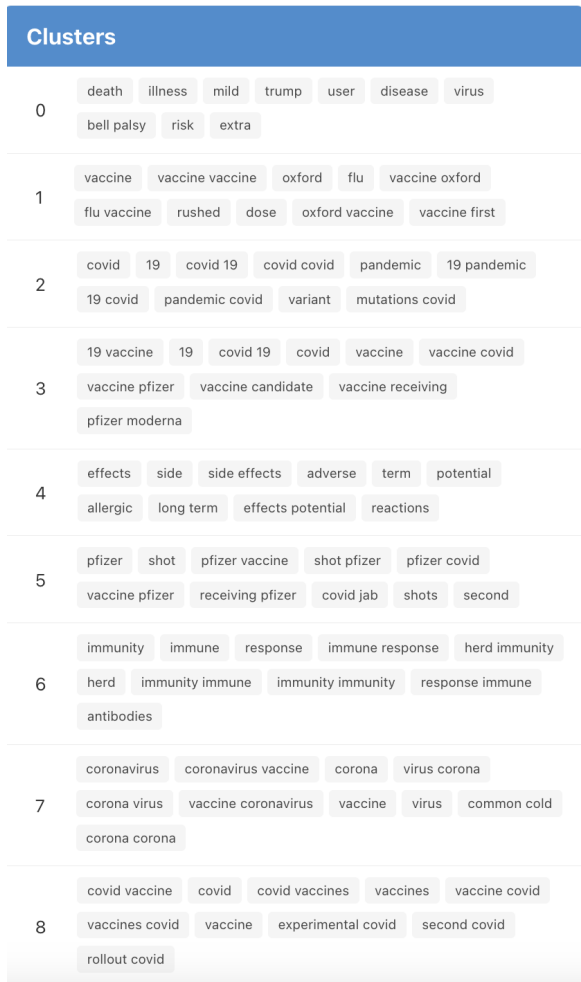 Clusters
0
death illness mild trump user disease virus
bell palsy risk extra
1
vaccine vaccine vaccine oxford flu vaccine oxford
flu vaccine rushed dose oxford vaccine vaccine first
2
covid 19 covid 19 covid covid pandemic 19 pandemic
19 covid pandemic covid variant mutations covid
3
19 vaccine 19 covid 19 covid vaccine vaccine covid
vaccine pfizer vaccine candidate vaccine receiving
pfizer moderna
4
effects side side effects adverse term potential
allergic long term effects potential reactions
5
pfizer shot pfizer vaccine shot pfizer pfizer covid
vaccine pfizer receiving pfizer covid jab shots second
6
immunity immune response immune response herd immunity
herd immunity immune immunity immunity response immune
antibodies
7
coronavirus coronavirus vaccine corona virus corona
corona virus vaccine coronavirus vaccine virus common cold
corona corona
8
covid vaccine covid covid vaccines vaccines vaccine covid
vaccines covid vaccine experimental covid second covid
rollout covid